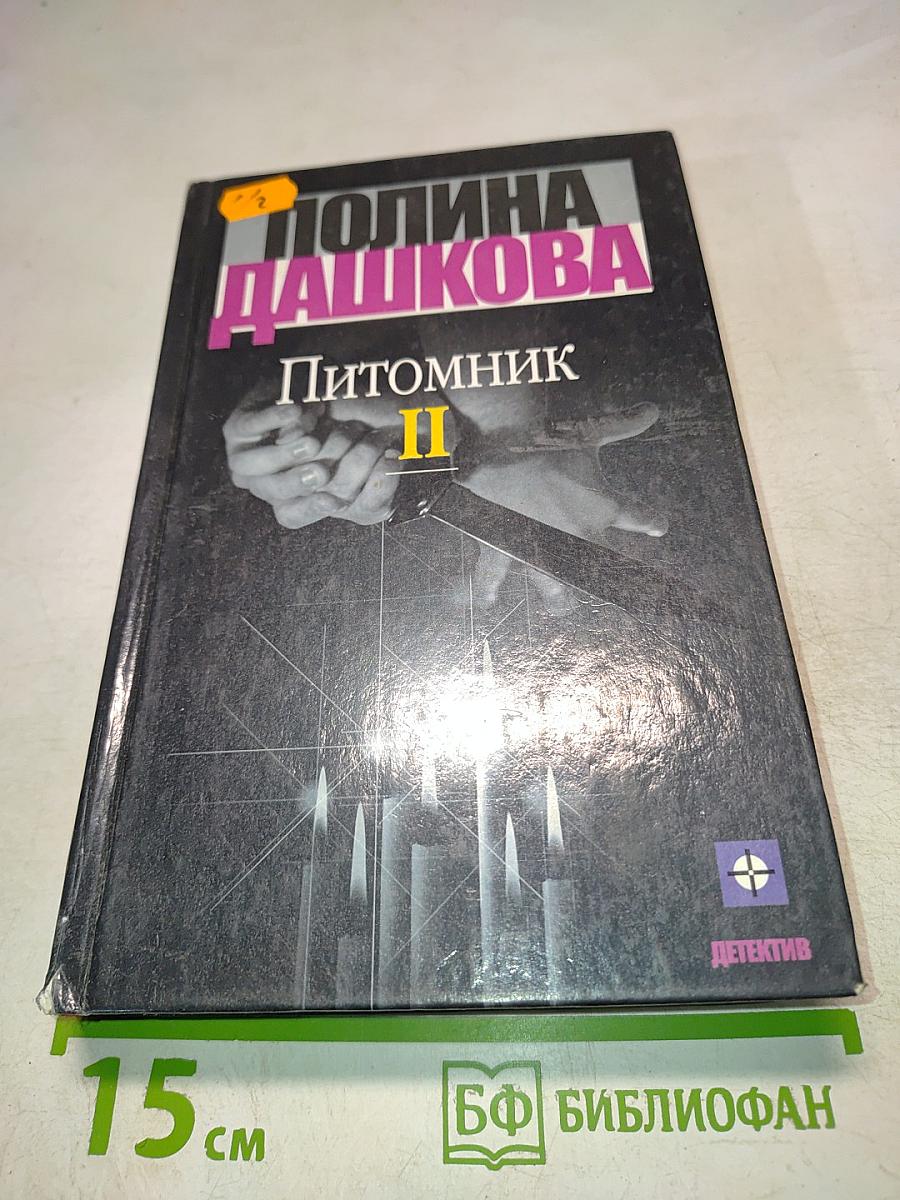 ПОЛИНА
ДАШКОВА
Питомник
II
ДЕТЕКТИВ
15 см
БФ БИБЛИОФАН